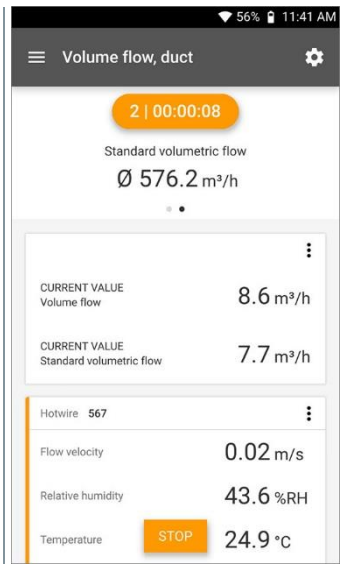 56% 11:41 AM
Volume flow, duct
2 | 00:00:08
Standard volumetric flow
Ø 576.2 m³/h
CURRENT VALUE
Volume flow
8.6 m³/h
CURRENT VALUE
Standard volumetric flow
7.7 m³/h
Hotwire 567
Flow velocity 0.02 m/s
Relative humidity 43.6 %RH
Temperature STOP 24.9 °C